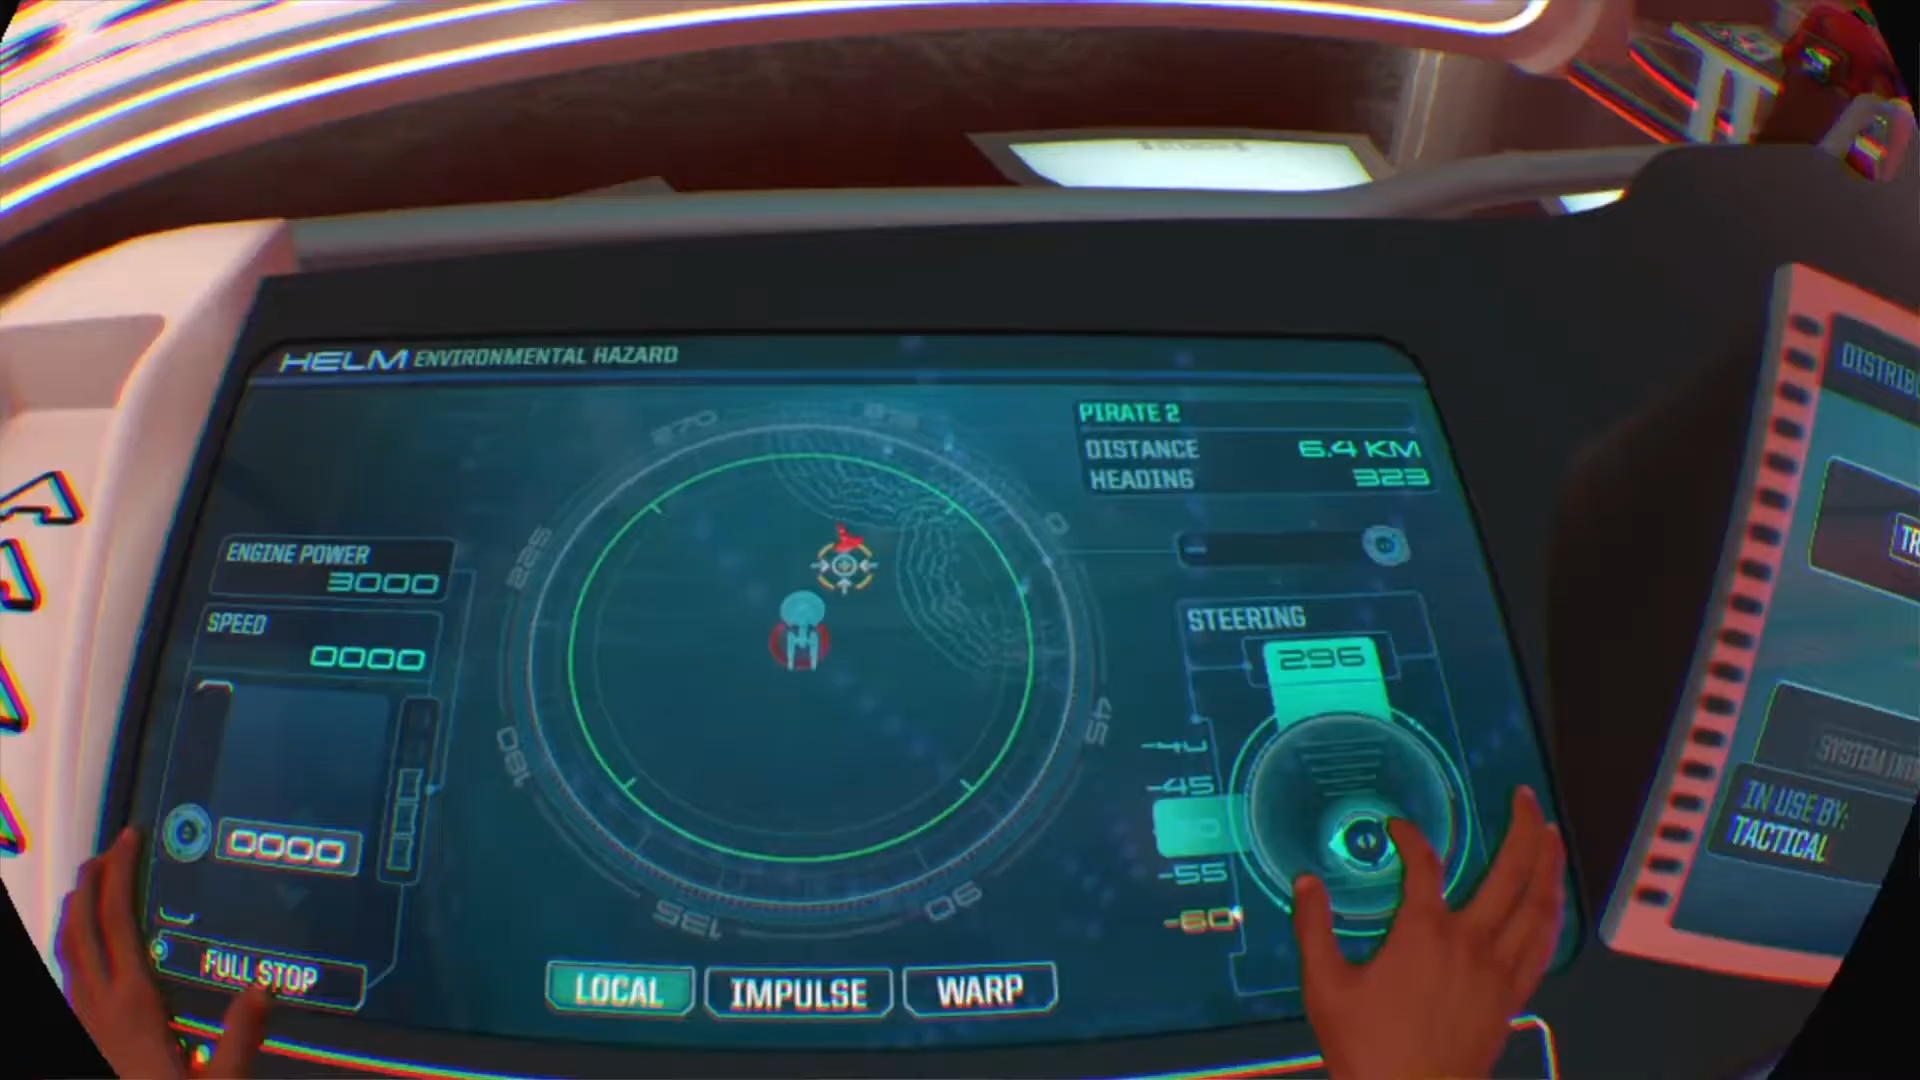 HELM ENVIRONMENTAL HAZARD
PIRATE 2
DISTANCE 6.4 KM
HEADING 323
ENGINE POWER
3000
SPEED
0000
0000
FULL STOP
270
0
225
45
180
90
135
STEERING
296
-40
-45
-55
-60
LOCAL
IMPULSE
WARP
IN USE BY:
TACTICAL